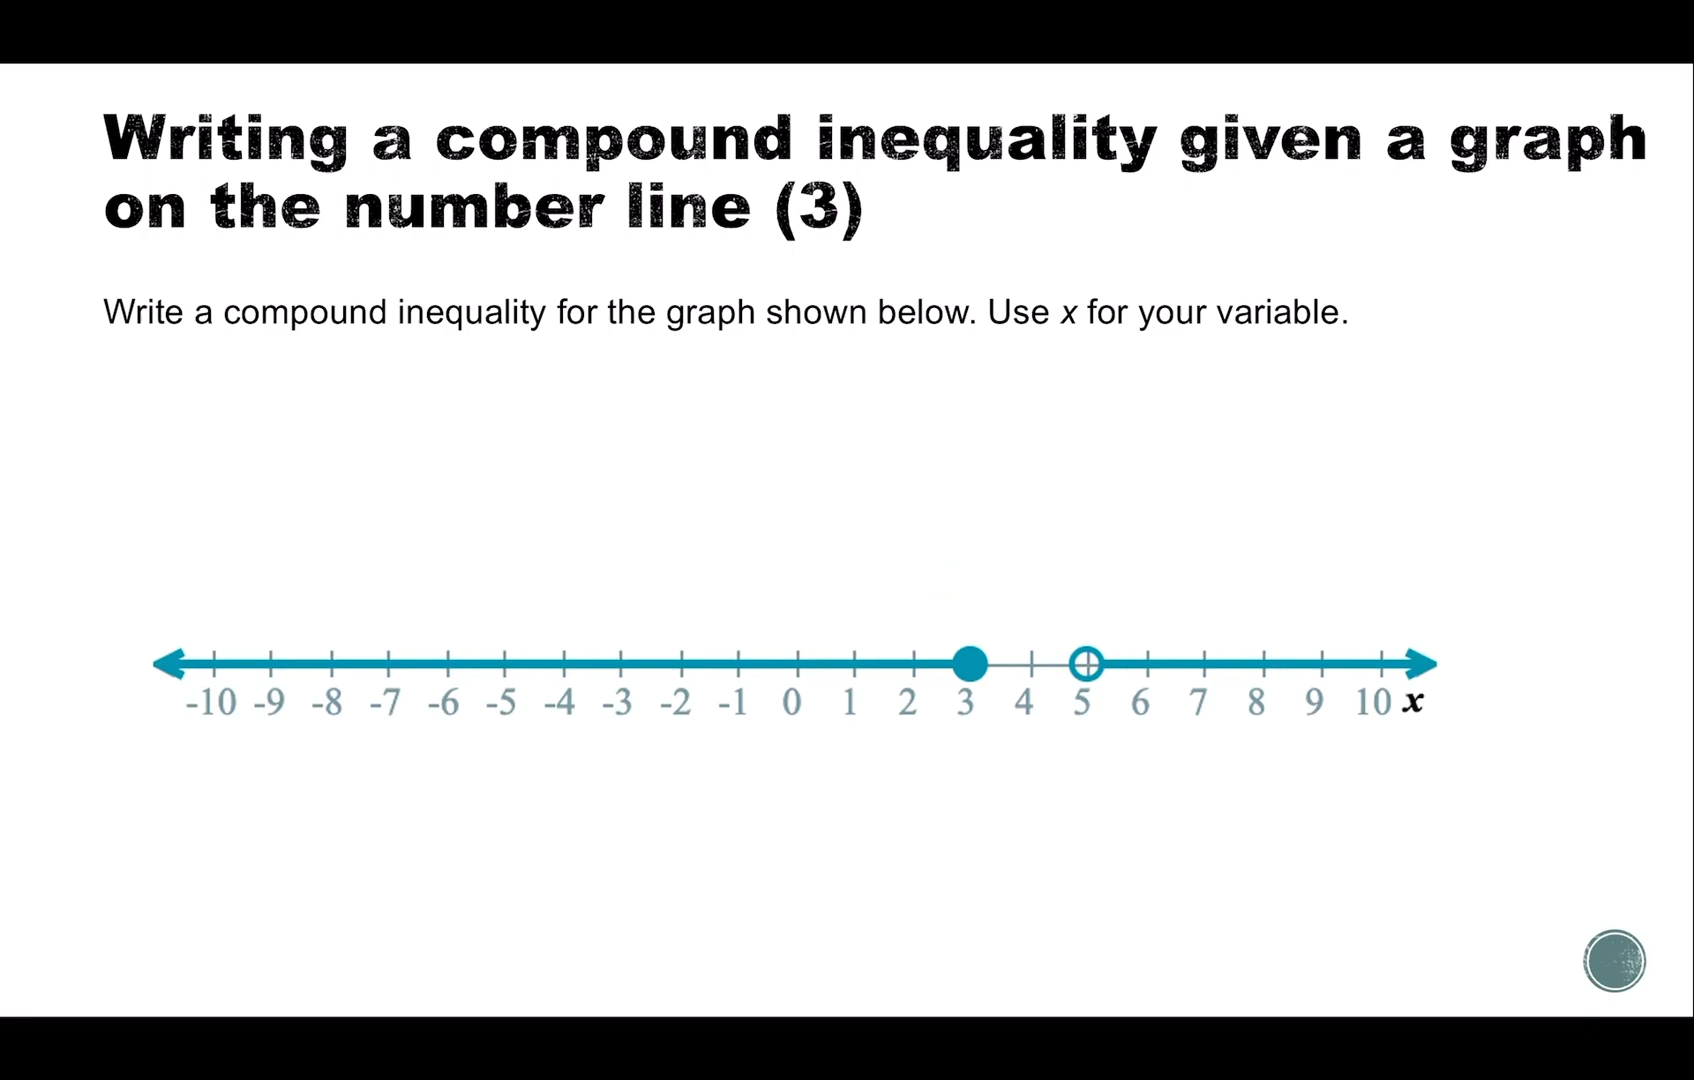 Writing a compound inequality given a graph
on the number line (3)
Write a compound inequality for the graph shown below. Use x for your variable.
-10 -9 -8 -7 -6 -5 -4 -3 -2 -1 0 1 2 3 4 5 6 7 8 9 10 x